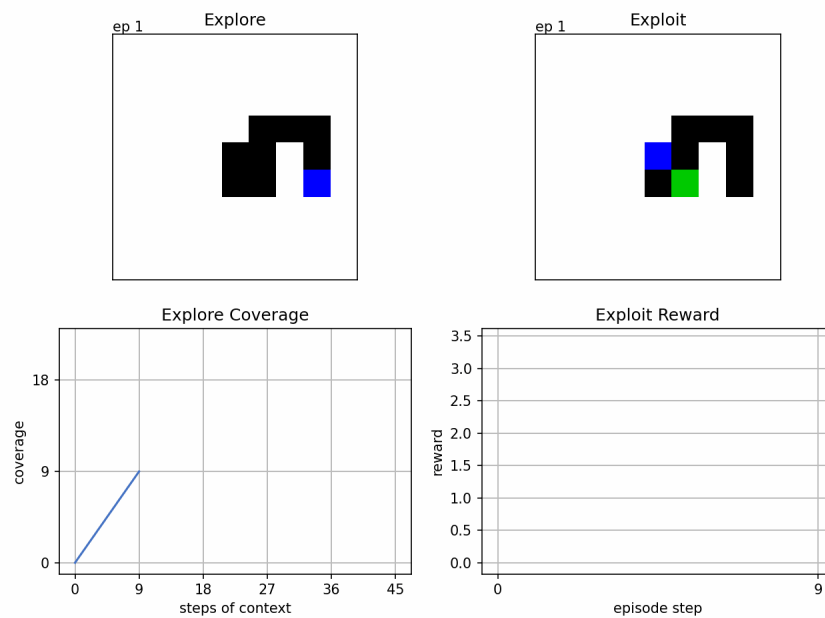 Explore
ep 1
Exploit
ep 1
Explore Coverage
coverage
18
9
0
0 9 18 27 36 45
steps of context
Exploit Reward
reward
3.5
3.0
2.5
2.0
1.5
1.0
0.5
0.0
0 9
episode step